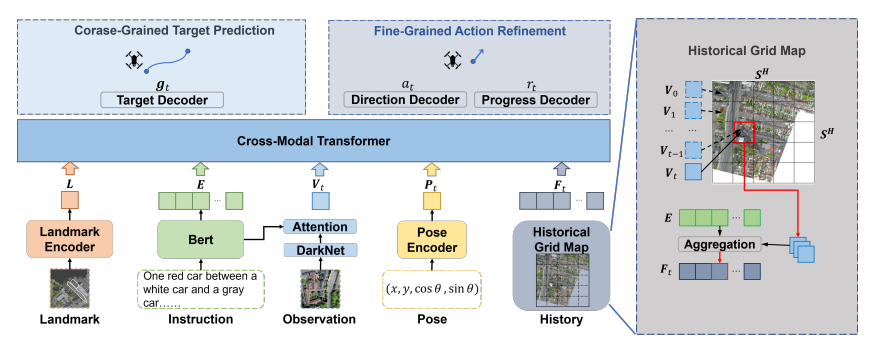 Corase-Grained Target Prediction
g_t
Target Decoder
Fine-Grained Action Refinement
a_t
r_t
Direction Decoder
Progress Decoder
Cross-Modal Transformer
L
E
V_t
P_t
F_t
...
...
Landmark Encoder
Bert
Attention
DarkNet
Pose Encoder
Historical Grid Map
One red car between a
white car and a gray
car……
(x, y, cos θ, sin θ)
Landmark
Instruction
Observation
Pose
History
Historical Grid Map
S^H
S^H
V_0
V_1
... ...
V_{t-1}
V_t
E
...
Aggregation
F_t
...